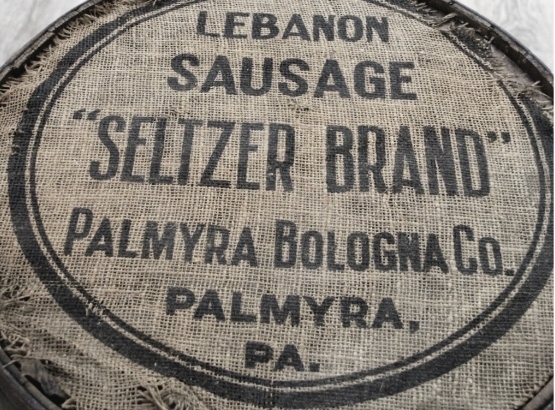 LEBANON
SAUSAGE
"SELTZER BRAND"
PALMYRA BOLOGNA CO.
PALMYRA,
PA.